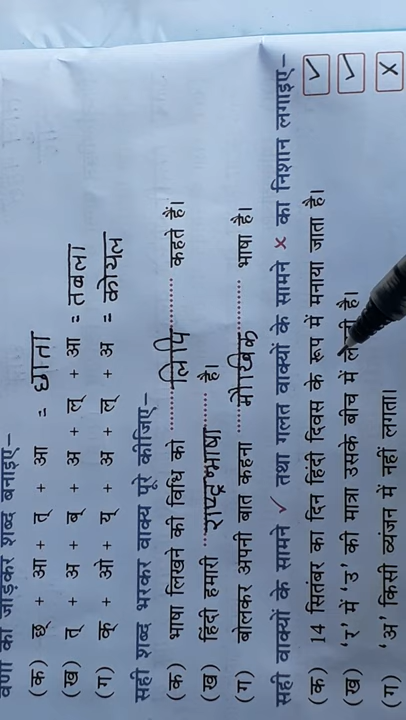 वर्णों को जोड़कर शब्द बनाइए–
(क) छ् + आ + त् + आ = छाता
(ख) त् + अ + ब् + अ + ल् + आ = तबला
(ग) क् + ओ + य् + अ + ल् + अ = कोयल
सही शब्द भरकर वाक्य पूरे कीजिए–
(क) भाषा लिखने की विधि को ........ लिपि ........ कहते हैं।
(ख) हिंदी हमारी ........ राष्ट्रभाषा ........ है।
(ग) बोलकर अपनी बात कहना ........ मौखिक ........ भाषा है।
सही वाक्यों के सामने ✓ तथा गलत वाक्यों के सामने × का निशान लगाइए–
(क) 14 सितंबर का दिन हिंदी दिवस के रूप में मनाया जाता है। ✓
(ख) 'र' में 'उ' की मात्रा उसके बीच में है। ✓
(ग) 'अ' किसी व्यंजन में नहीं लगता। ×